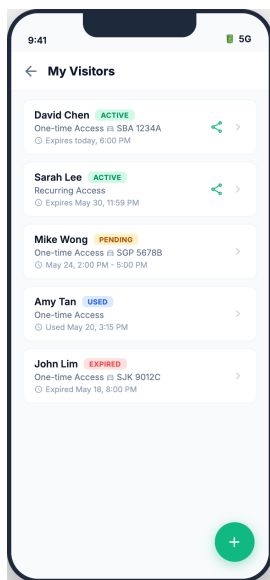 9:41
5G
My Visitors
David Chen ACTIVE
One-time Access SBA 1234A
Expires today, 6:00 PM
Sarah Lee ACTIVE
Recurring Access
Expires May 30, 11:59 PM
Mike Wong PENDING
One-time Access SGP 5678B
May 24, 2:00 PM - 5:00 PM
Amy Tan USED
One-time Access
Used May 20, 3:15 PM
John Lim EXPIRED
One-time Access SJK 9012C
Expired May 18, 8:00 PM